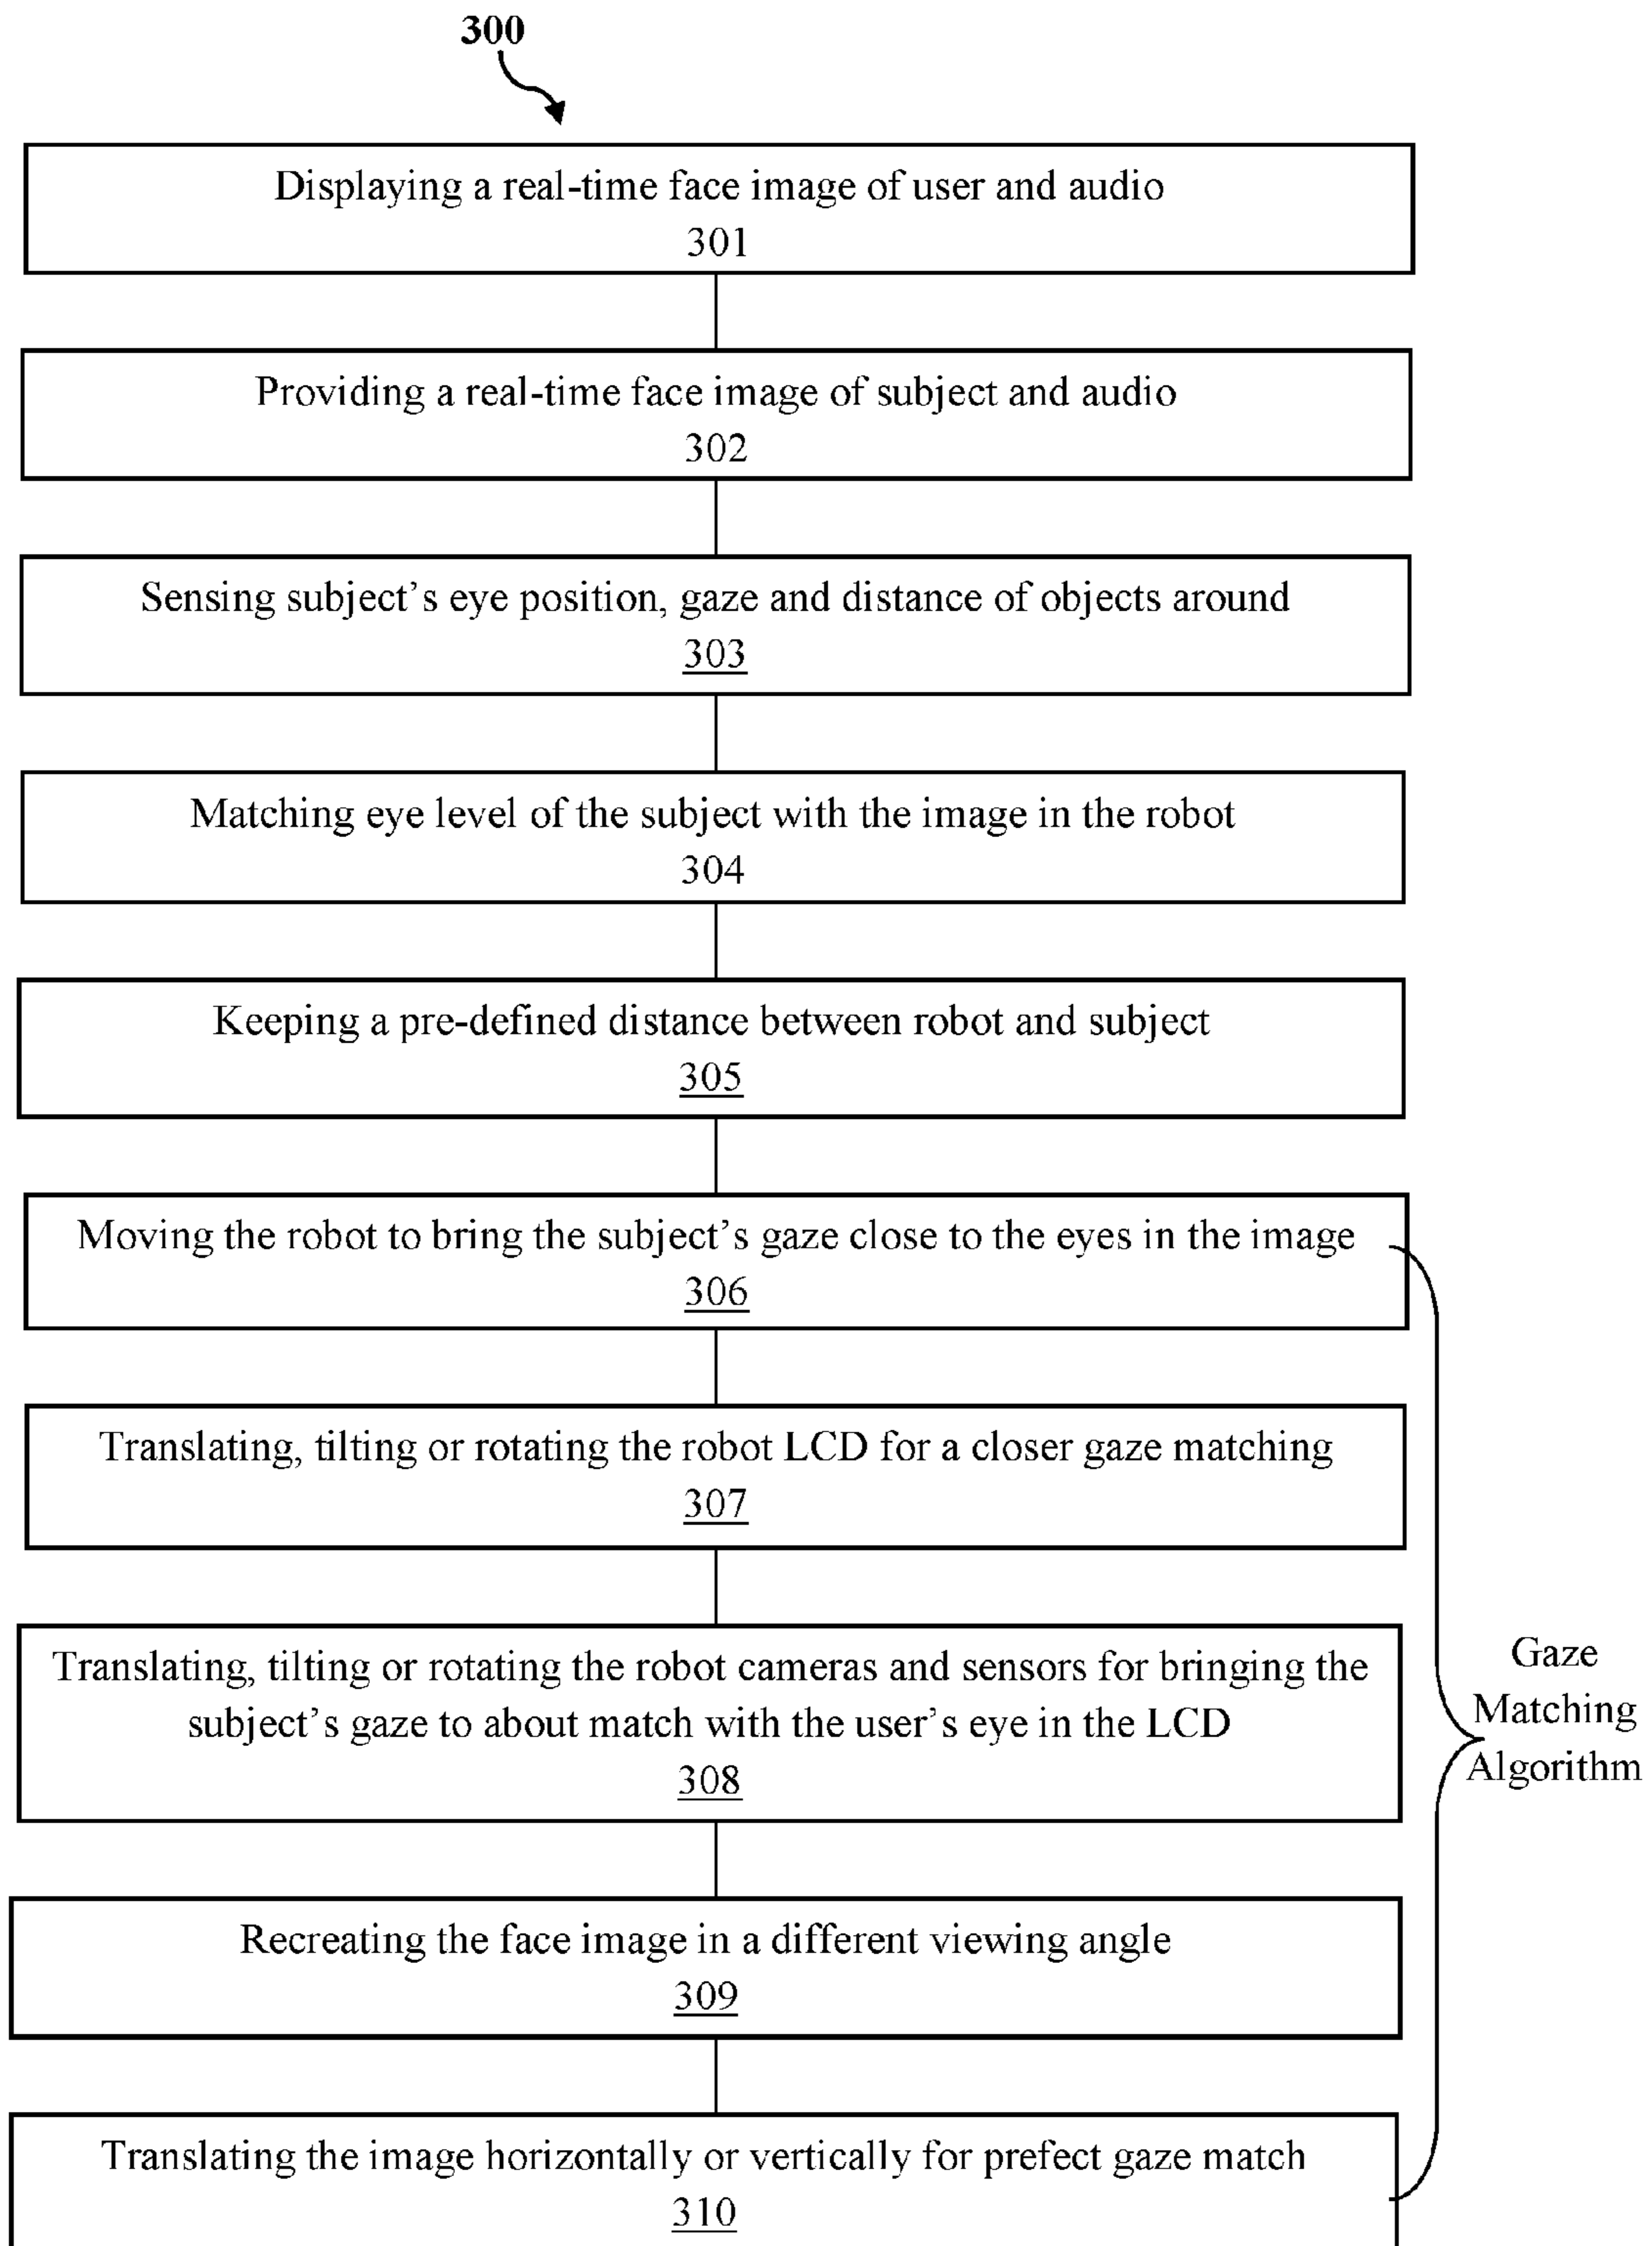 300
Displaying a real-time face image of user and audio
301
Providing a real-time face image of subject and audio
302
Sensing subject’s eye position, gaze and distance of objects around
303
Matching eye level of the subject with the image in the robot
304
Keeping a pre-defined distance between robot and subject
305
Moving the robot to bring the subject’s gaze close to the eyes in the image
306
Translating, tilting or rotating the robot LCD for a closer gaze matching
307
Translating, tilting or rotating the robot cameras and sensors for bringing the
subject’s gaze to about match with the user’s eye in the LCD
308
Recreating the face image in a different viewing angle
309
Translating the image horizontally or vertically for prefect gaze match
310
Gaze
Matching
Algorithm